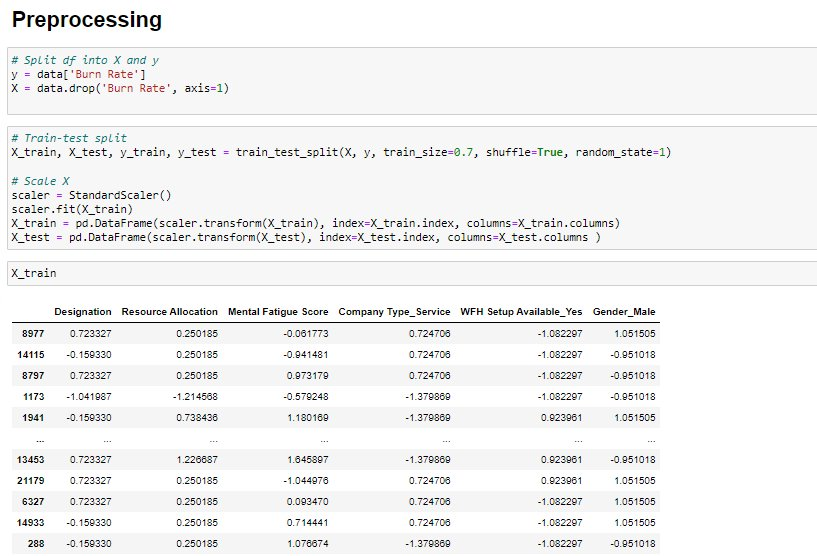 Preprocessing
# Split df into X and y
y = data['Burn Rate']
X = data.drop('Burn Rate', axis=1)
# Train-test split
X_train, X_test, y_train, y_test = train_test_split(X, y, train_size=0.7, shuffle=True, random_state=1)
# Scale X
scaler = StandardScaler()
scaler.fit(X_train)
X_train = pd.DataFrame(scaler.transform(X_train), index=X_train.index, columns=X_train.columns)
X_test = pd.DataFrame(scaler.transform(X_test), index=X_test.index, columns=X_test.columns )
X_train
Designation Resource Allocation Mental Fatigue Score Company Type_Service WFH Setup Available_Yes Gender_Male
8977 0.723327 0.250185 -0.061773 0.724706 -1.082297 1.051505
14115 -0.159330 0.250185 -0.941481 0.724706 -1.082297 -0.951018
8797 0.723327 0.250185 0.973179 0.724706 -1.082297 -0.951018
1173 -1.041987 -1.214568 -0.579248 -1.379869 -1.082297 -0.951018
1941 -0.159330 0.738436 1.180169 -1.379869 0.923961 1.051505
... ... ... ... ... ... ...
13453 0.723327 1.226687 1.645897 -1.379869 0.923961 -0.951018
21179 0.723327 0.250185 -1.044976 0.724706 0.923961 1.051505
6327 0.723327 0.250185 0.093470 0.724706 -1.082297 1.051505
14933 -0.159330 0.250185 0.714441 0.724706 -1.082297 1.051505
288 -0.159330 0.250185 1.076674 -1.379869 -1.082297 -0.951018